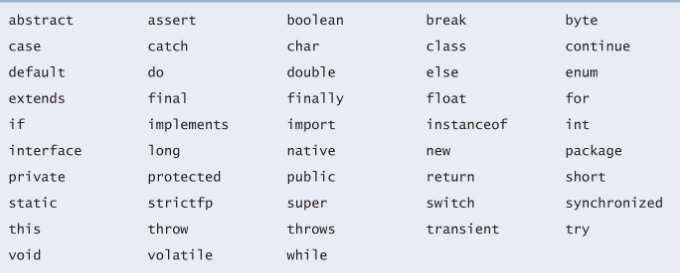 abstract assert boolean break byte
case catch char class continue
default do double else enum
extends final finally float for
if implements import instanceof int
interface long native new package
private protected public return short
static strictfp super switch synchronized
this throw throws transient try
void volatile while